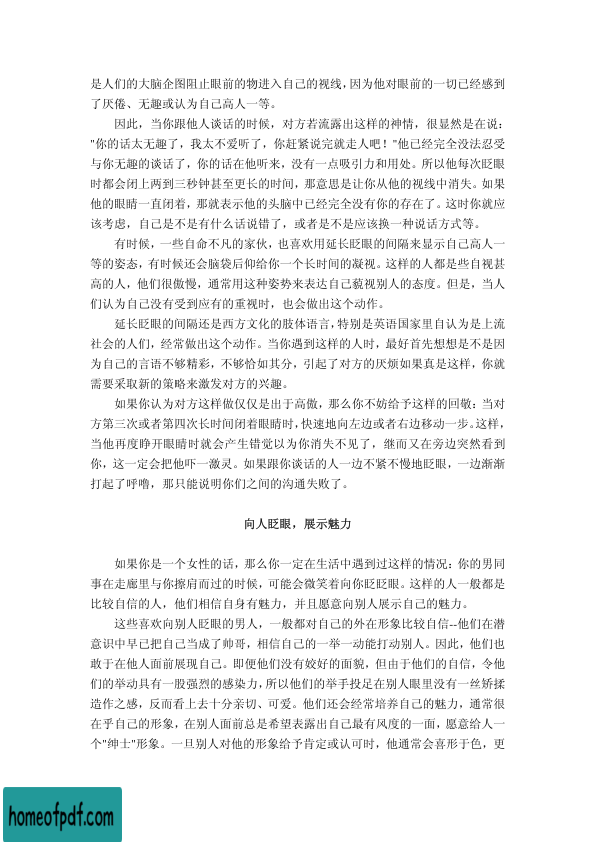 是人们的大脑企图阻止眼前的物进入自己的视线，因为他对眼前的一切已经感到
了厌倦、无趣或认为自己高人一等。
因此，当你跟他人谈话的时候，对方若流露出这样的神情，很显然是在说：
"你的话太无趣了，我太不爱听了，你赶紧说完就走人吧！"他已经完全没法忍受
与你无趣的谈话了，你的话在他听来，没有一点吸引力和用处。所以他每次眨眼
时都会闭上两到三秒钟甚至更长的时间，那意思是让你从他的视线中消失。如果
他的眼睛一直闭着，那就表示他的头脑中已经完全没有你的存在了。这时你就应
该考虑，自己是不是有什么话说错了，或者是不是应该换一种说话方式等。
有时候，一些自命不凡的家伙，也喜欢用延长眨眼的间隔来显示自己高人一
等的姿态，有时候还会脑袋后仰给你一个长时间的凝视。这样的人都是些自视甚
高的人，他们很傲慢，通常用这种姿势来表达自己藐视别人的态度。但是，当人
们认为自己没有受到应有的重视时，也会做出这个动作。
延长眨眼的间隔还是西方文化的肢体语言，特别是英语国家里自认为是上流
社会的人们，经常做出这个动作。当你遇到这样的人时，最好首先想想是不是因
为自己的言语不够精彩，不够恰如其分，引起了对方的厌烦如果真是这样，你就
需要采取新的策略来激发对方的兴趣。
如果你认为对方这样做仅仅是出于高傲，那么你不妨给予这样的回敬：当对
方第三次或者第四次长时间闭着眼睛时，快速地向左边或者右边移动一步。这样，
当他再度睁开眼睛时就会产生错觉以为你消失不见了，继而又在旁边突然看到
你，这一定会把他吓一激灵。如果跟你谈话的人一边不紧不慢地眨眼，一边渐渐
打起了呼噜，那只能说明你们之间的沟通失败了。
向人眨眼，展示魅力
如果你是一个女性的话，那么你一定在生活中遇到过这样的情况：你的男同
事在走廊里与你擦肩而过的时候，可能会微笑着向你眨眨眼。这样的人一般都是
比较自信的人，他们相信自身有魅力，并且愿意向别人展示自己的魅力。
这些喜欢向别人眨眼的男人，一般都对自己的外在形象比较自信--他们在潜
意识中早已把自己当成了帅哥，相信自己的一举一动能打动别人。因此，他们也
敢于在他人面前展现自己。即便他们没有姣好的面貌，但由于他们的自信，令他
们的举动具有一股强烈的感染力，所以他们的举手投足在别人眼里没有一丝矫揉
造作之感，反而看上去十分亲切、可爱。他们还会经常培养自己的魅力，通常很
在乎自己的形象，在别人面前总是希望表露出自己最有风度的一面，愿意给人一
个"绅士"形象。一旦别人对他的形象给予肯定或认可时，他通常会喜形于色，更
homeofpdf.com